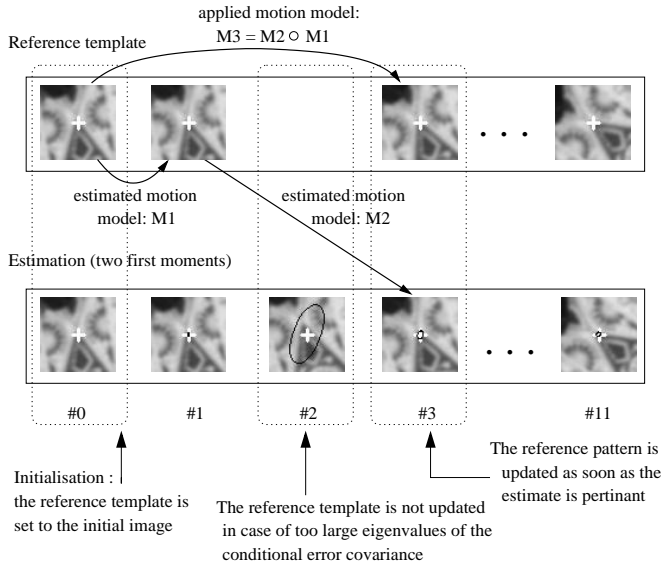 applied motion model:
M3 = M2 ○ M1
Reference template
estimated motion
model: M1
estimated motion
model: M2
Estimation (two first moments)
#0
#1
#2
#3
#11
Initialisation :
the reference template is
set to the initial image
The reference template is not updated
in case of too large eigenvalues of the
conditional error covariance
The reference pattern is
updated as soon as the
estimate is pertinant